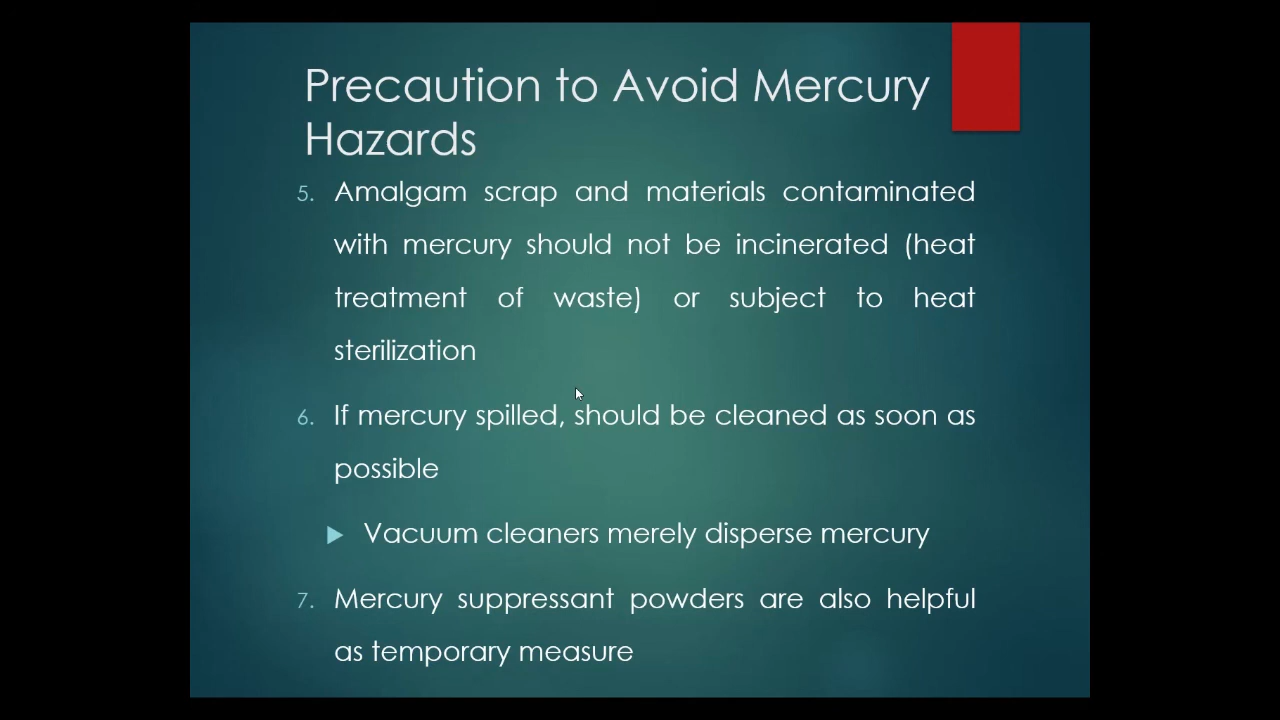 Precaution to Avoid Mercury
Hazards
5. Amalgam scrap and materials contaminated
with mercury should not be incinerated (heat
treatment of waste) or subject to heat
sterilization
6. If mercury spilled, should be cleaned as soon as
possible
Vacuum cleaners merely disperse mercury
7. Mercury suppressant powders are also helpful
as temporary measure